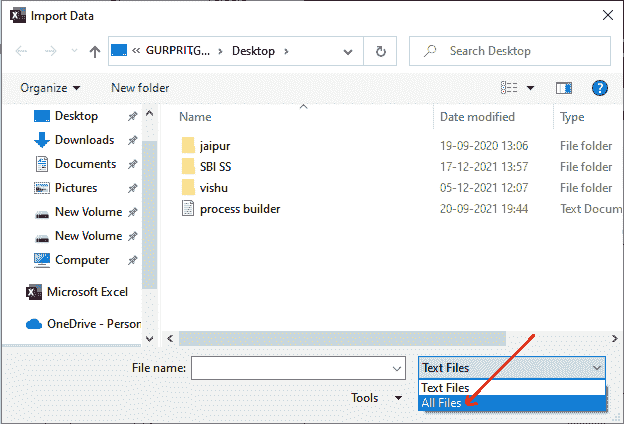 Import Data
GURPRIT.G... Desktop
Search Desktop
Organize New folder
Name Date modified Type
Desktop
Downloads
Documents
Pictures
New Volume
New Volume
Computer
Microsoft Excel
OneDrive - Person
jaipur 19-09-2020 13:06 File folder
SBI SS 17-12-2021 13:57 File folder
vishu 05-12-2021 12:07 File folder
process builder 20-09-2021 19:44 Text Docum
File name: Text Files
Text Files
Tools All Files